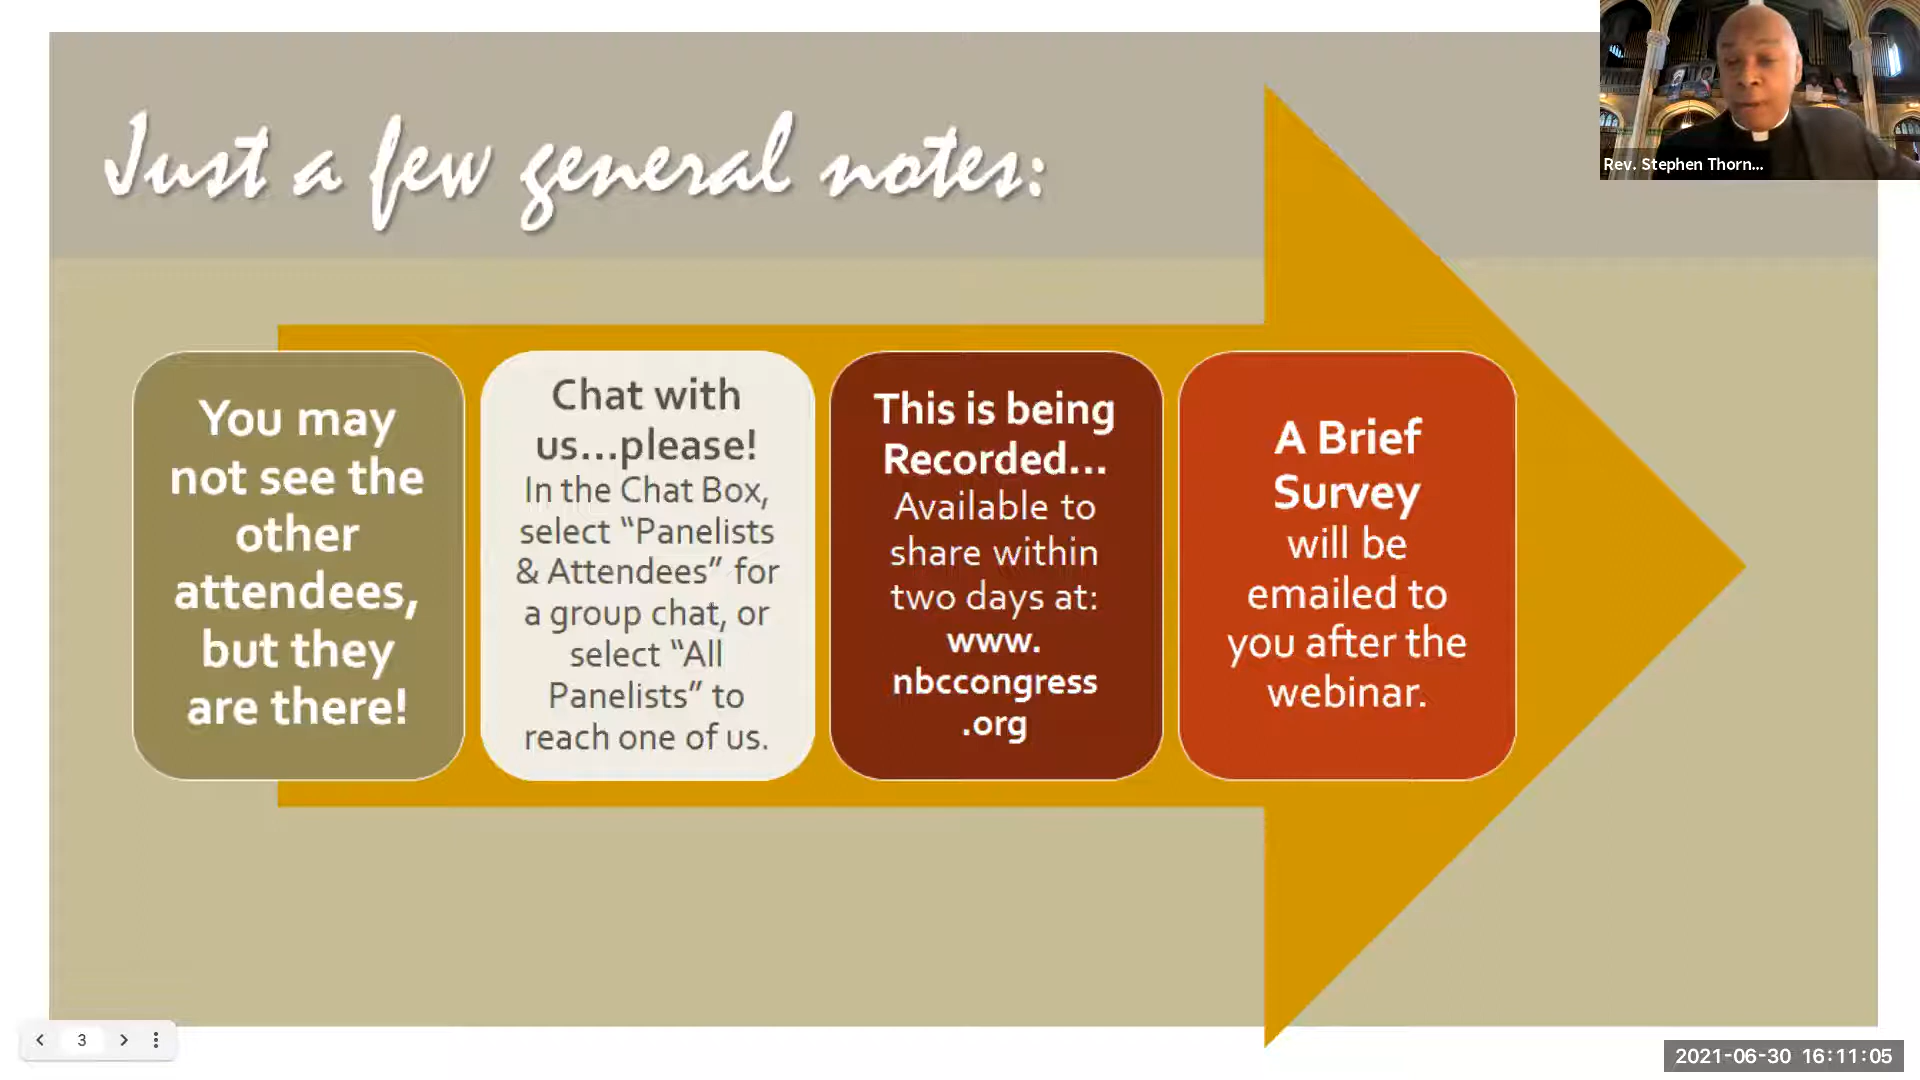 Just a few general notes:
Rev. Stephen Thorn...
You may
not see the
other
attendees,
but they
are there!
Chat with
us...please!
In the Chat Box,
select “Panelists
& Attendees” for
a group chat, or
select “All
Panelists” to
reach one of us.
This is being
Recorded...
Available to
share within
two days at:
www.
nbccongress
.org
A Brief
Survey
will be
emailed to
you after the
webinar.
3
2021-06-30 16:11:05